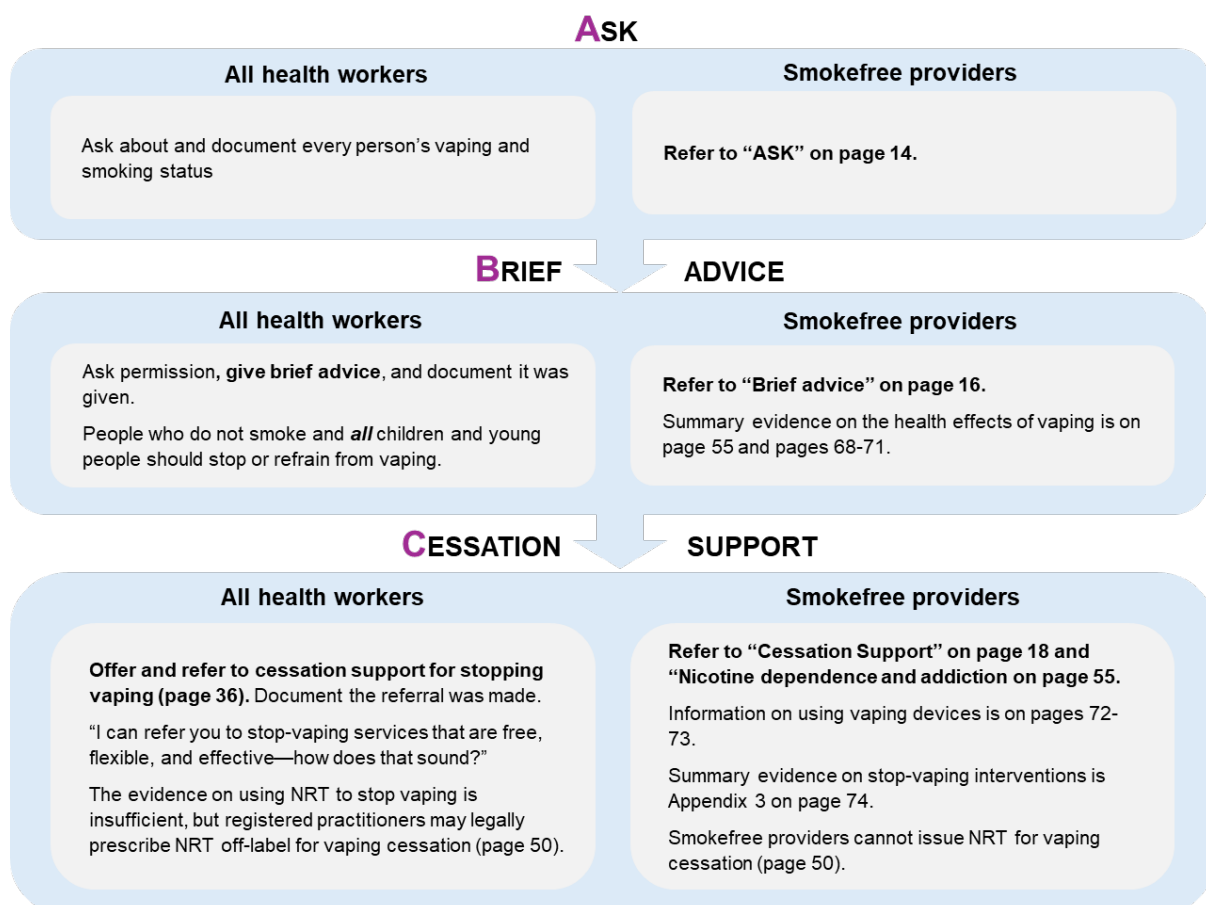 ASK
All health workers
Ask about and document every person's vaping and
smoking status
Smokefree providers
Refer to “ASK” on page 14.
BRIEF ADVICE
All health workers
Ask permission, give brief advice, and document it was
given.
People who do not smoke and all children and young
people should stop or refrain from vaping.
Smokefree providers
Refer to “Brief advice” on page 16.
Summary evidence on the health effects of vaping is on
page 55 and pages 68-71.
CESSATION SUPPORT
All health workers
Offer and refer to cessation support for stopping
vaping (page 36). Document the referral was made.
“I can refer you to stop-vaping services that are free,
flexible, and effective—how does that sound?”
The evidence on using NRT to stop vaping is
insufficient, but registered practitioners may legally
prescribe NRT off-label for vaping cessation (page 50).
Smokefree providers
Refer to “Cessation Support” on page 18 and
“Nicotine dependence and addiction on page 55.
Information on using vaping devices is on pages 72-
73.
Summary evidence on stop-vaping interventions is
Appendix 3 on page 74.
Smokefree providers cannot issue NRT for vaping
cessation (page 50).